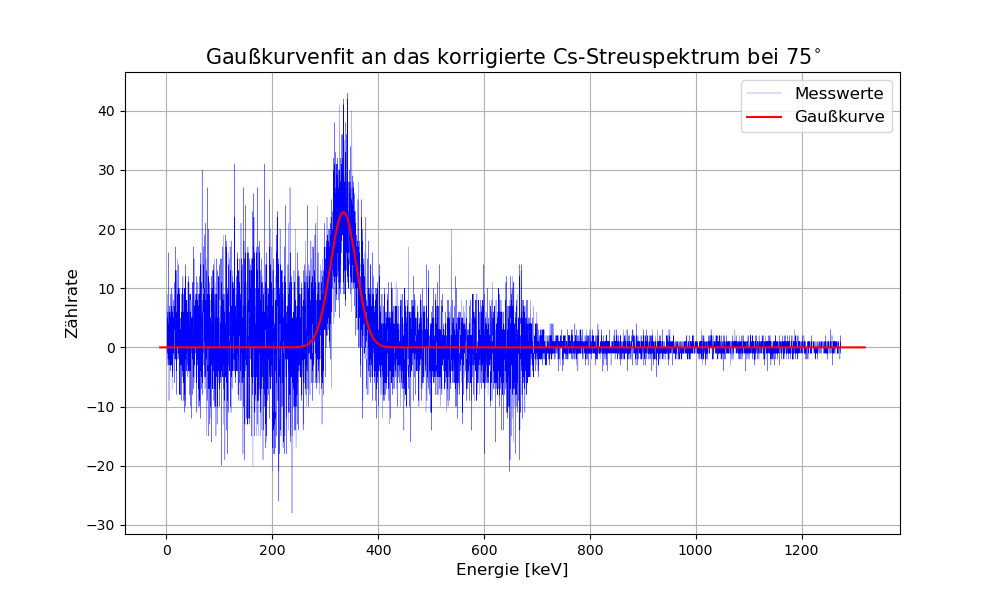 Gaußkurvenfit an das korrigierte Cs-Streuspektrum bei 75°
Messwerte
Gaußkurve
Zählrate
40
30
20
10
0
−10
−20
−30
0 200 400 600 800 1000 1200
Energie [keV]